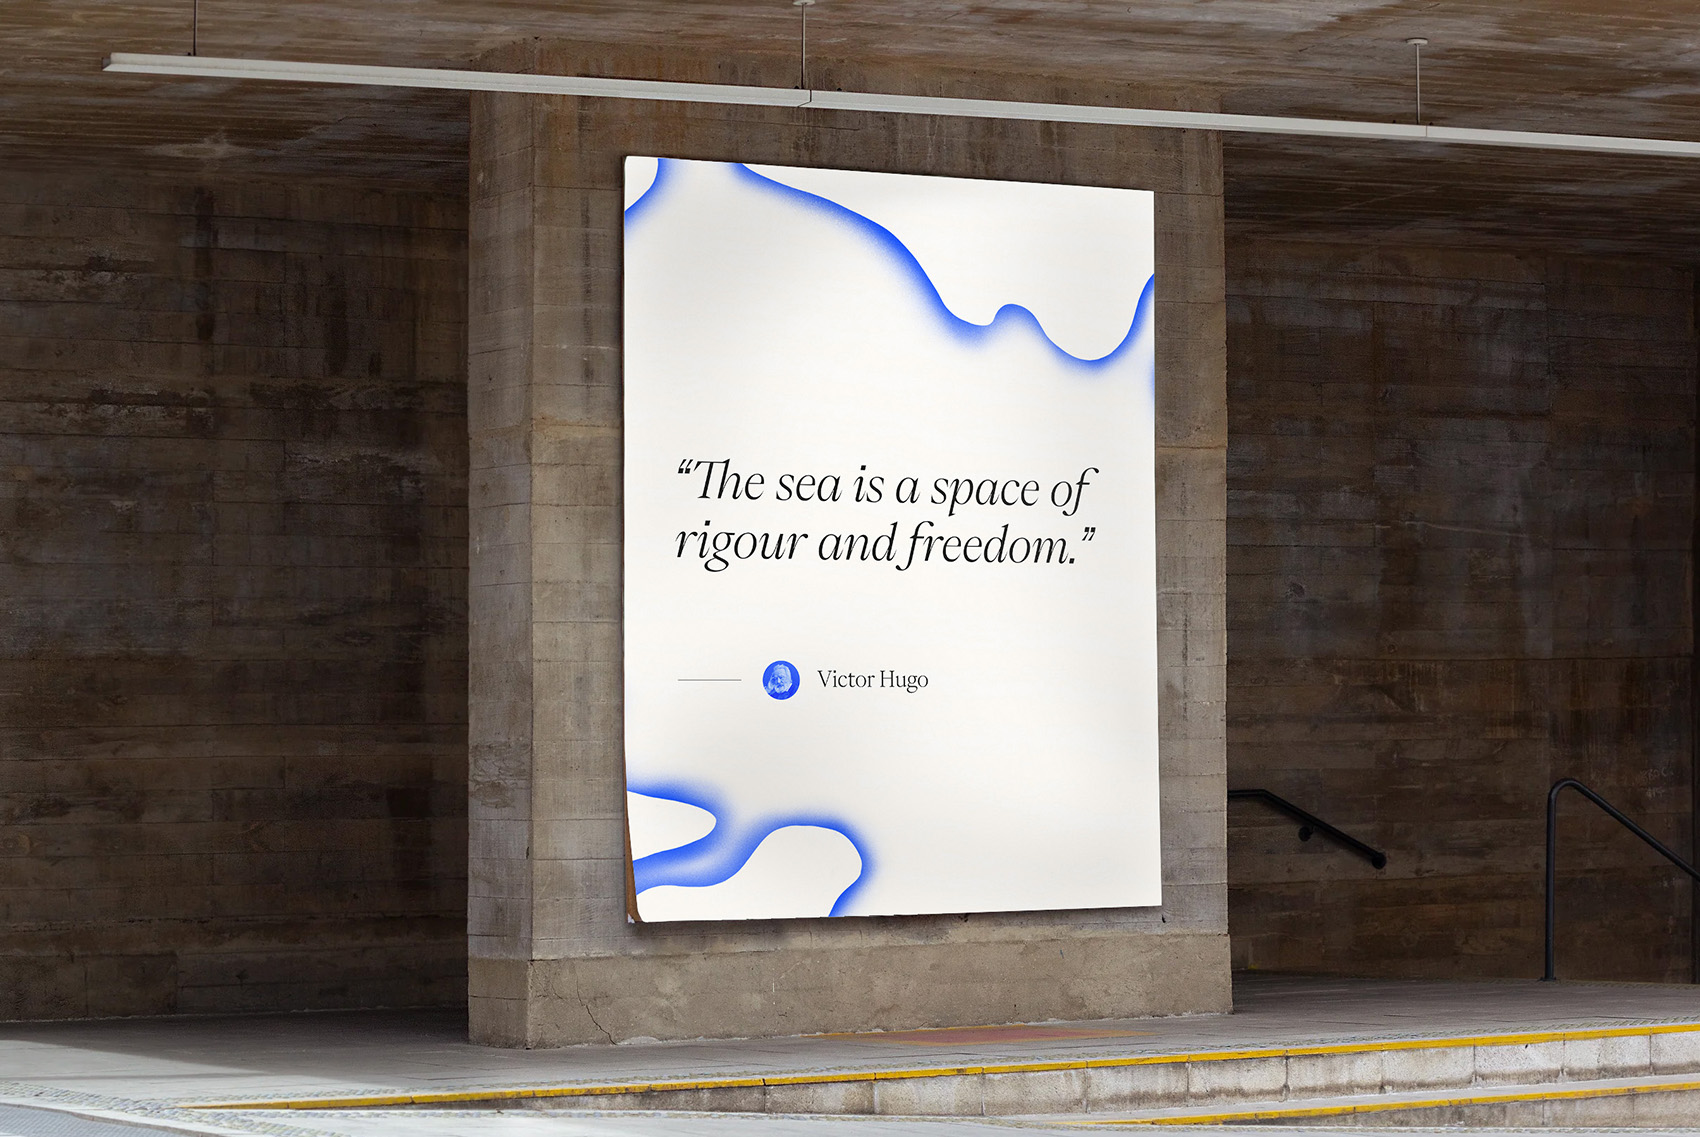 “The sea is a space of
rigour and freedom.”
Victor Hugo